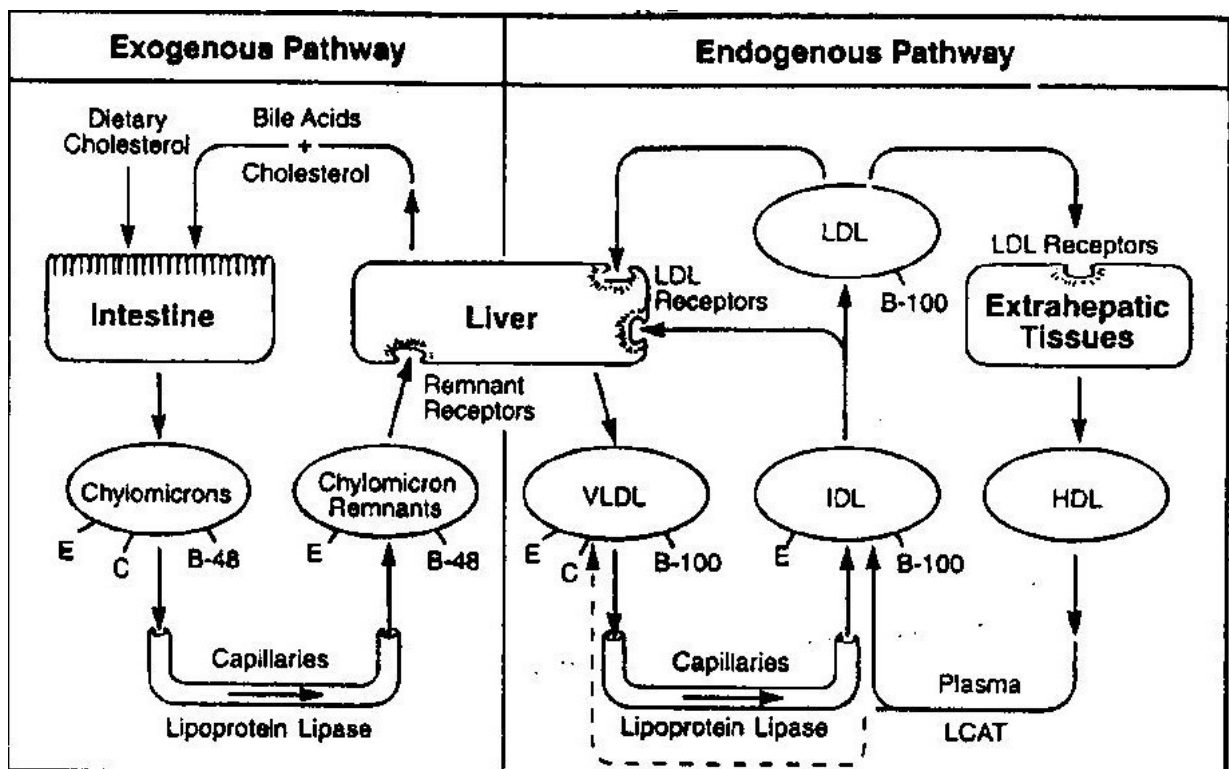 Exogenous Pathway
Endogenous Pathway
Dietary
Cholesterol
Bile Acids
+
Cholesterol
Intestine
Liver
LDL
Receptors
Remnant
Receptors
LDL
B-100
LDL Receptors
Extrahepatic
Tissues
Chylomicrons
E
C
B-48
Chylomicron
Remnants
E
B-48
VLDL
E
C
B-100
IDL
E
B-100
HDL
Capillaries
Lipoprotein Lipase
Capillaries
Lipoprotein Lipase
Plasma
LCAT